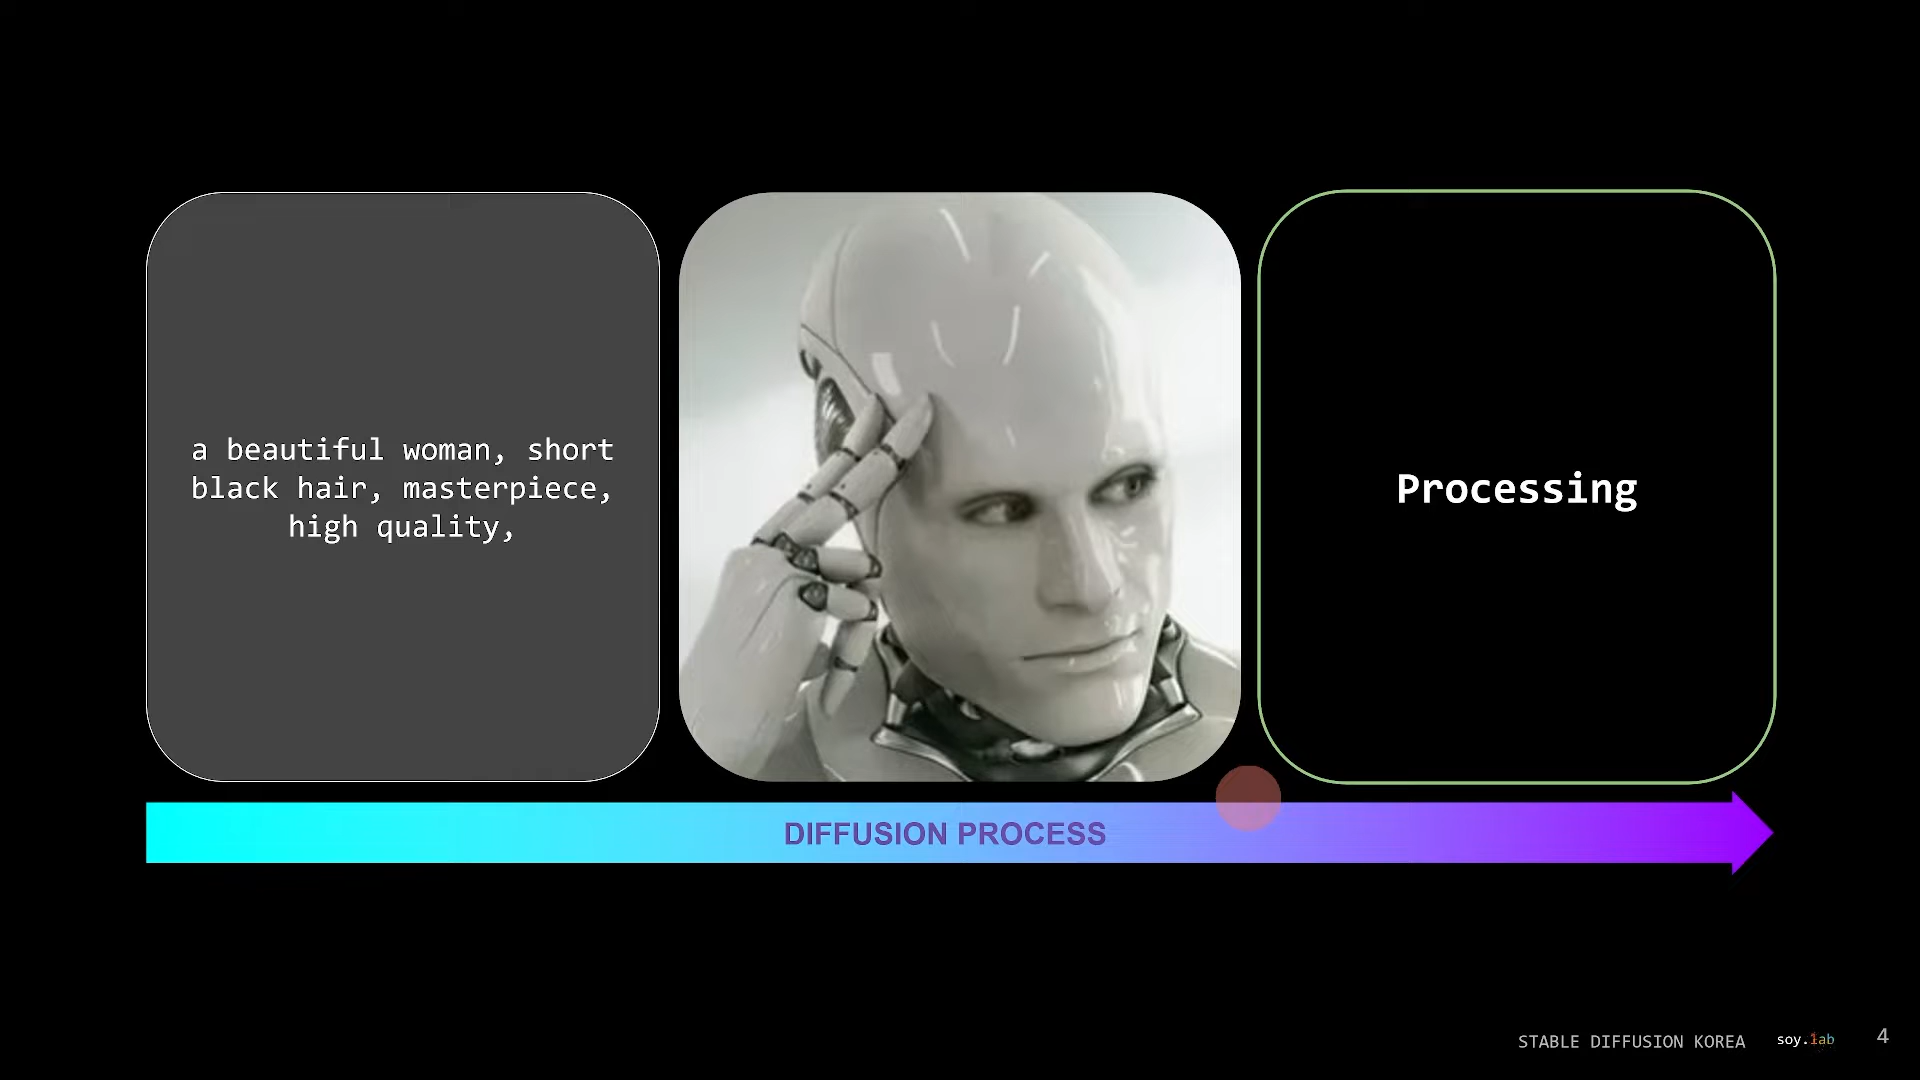 a beautiful woman, short
black hair, masterpiece,
high quality,
Processing
DIFFUSION PROCESS
STABLE DIFFUSION KOREA
soy.lab
4